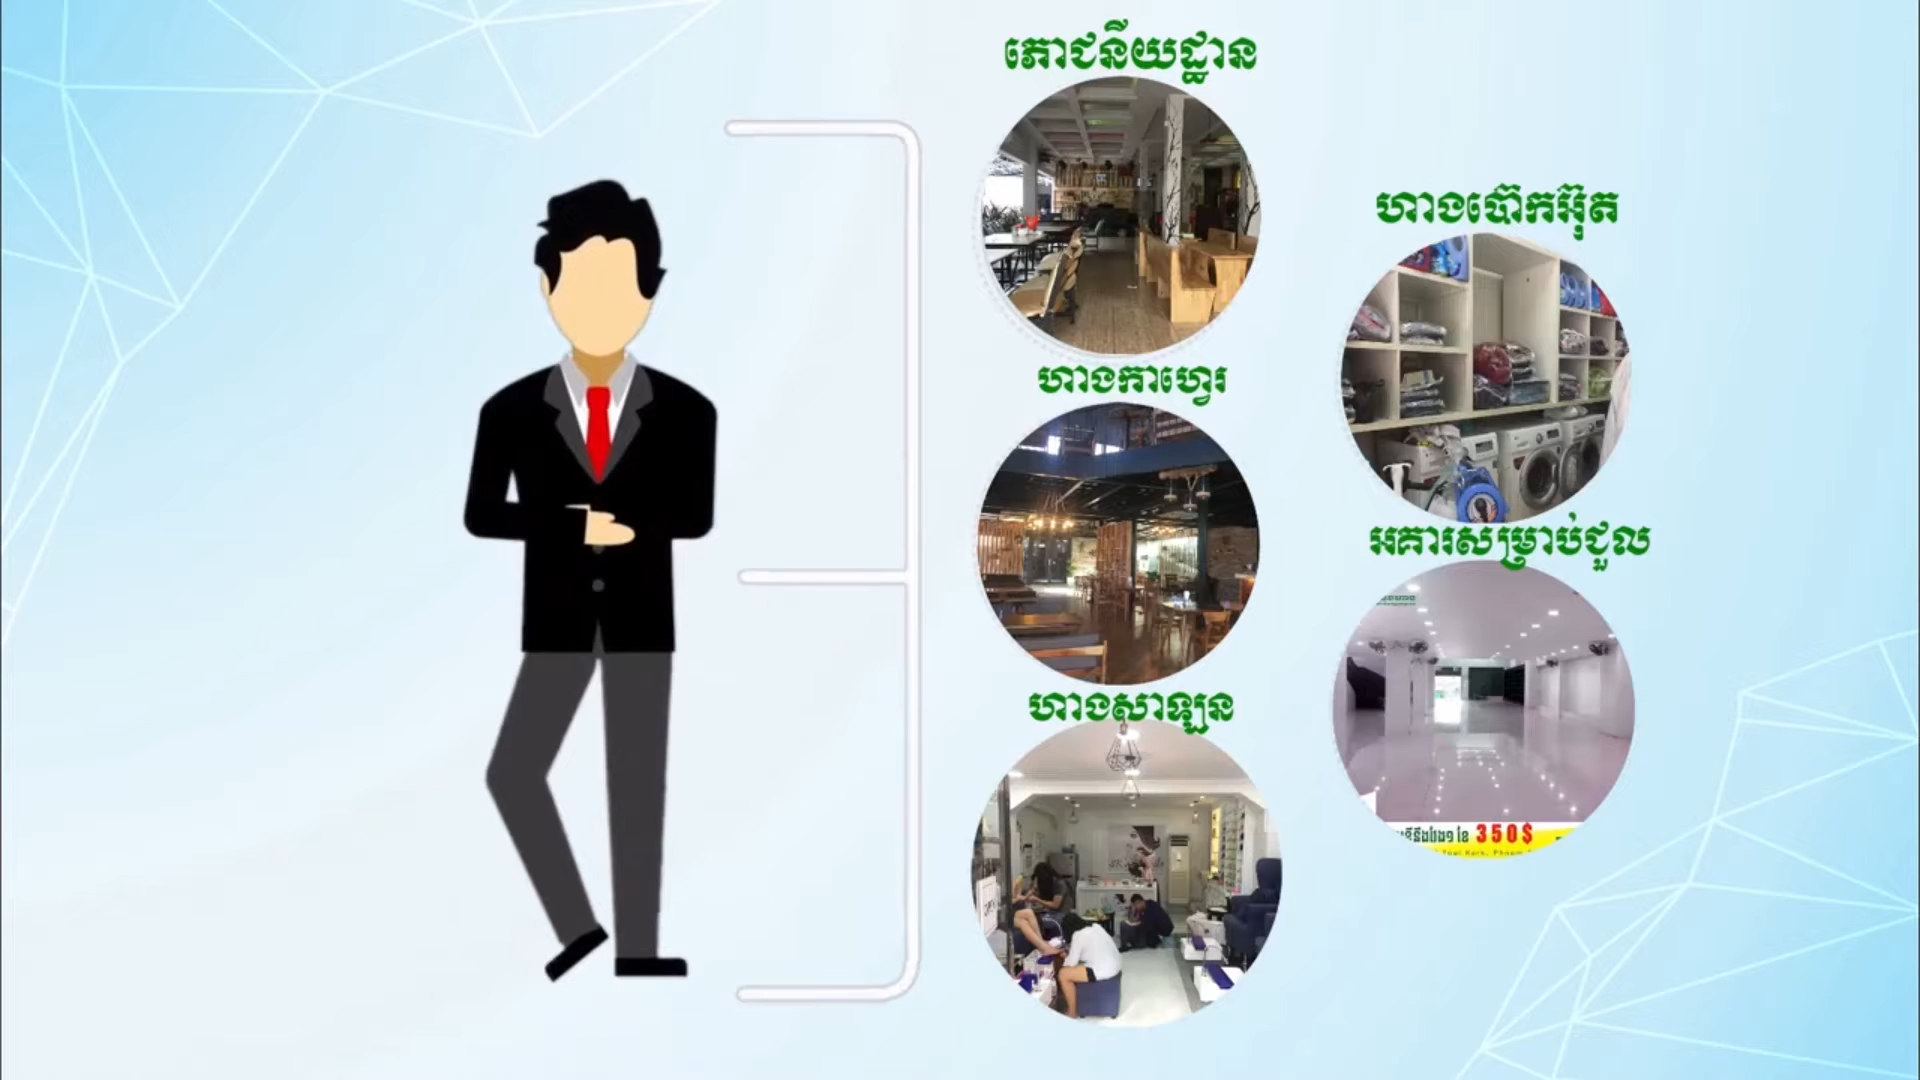 ភោជនីយដ្ឋាន
ហាងកាហ្វេរ
ហាងសាឡូន
ហាងបោកអ៊ុត
អគារសម្រាប់ជួល
350$